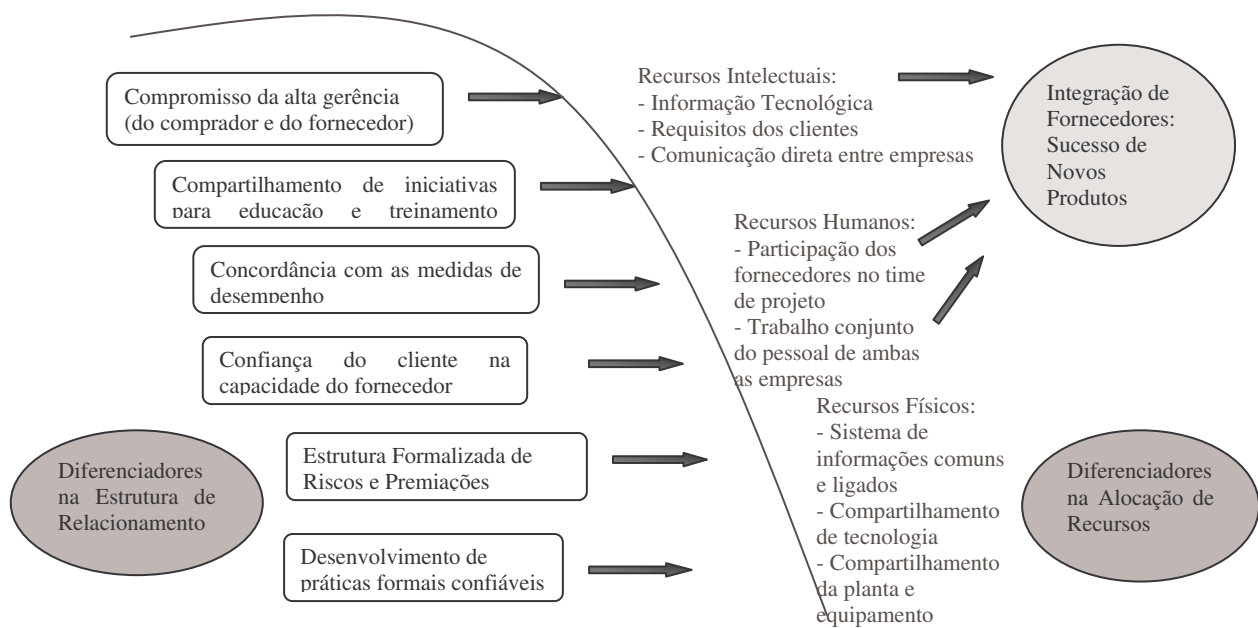 Compromisso da alta gerência
(do comprador e do fornecedor)
Compartilhamento de iniciativas
para educação e treinamento
Concordância com as medidas de
desempenho
Confiança do cliente na
capacidade do fornecedor
Estrutura Formalizada de
Riscos e Premiações
Desenvolvimento de
práticas formais confiáveis
Diferenciadores
na Estrutura de
Relacionamento
Recursos Intelectuais:
- Informação Tecnológica
- Requisitos dos clientes
- Comunicação direta entre empresas
Recursos Humanos:
- Participação dos
fornecedores no time
de projeto
- Trabalho conjunto
do pessoal de ambas
as empresas
Recursos Físicos:
- Sistema de
informações comuns
e ligados
- Compartilhamento
de tecnologia
- Compartilhamento
da planta e
equipamento
Integração de
Fornecedores:
Sucesso de
Novos
Produtos
Diferenciadores
na Alocação de
Recursos